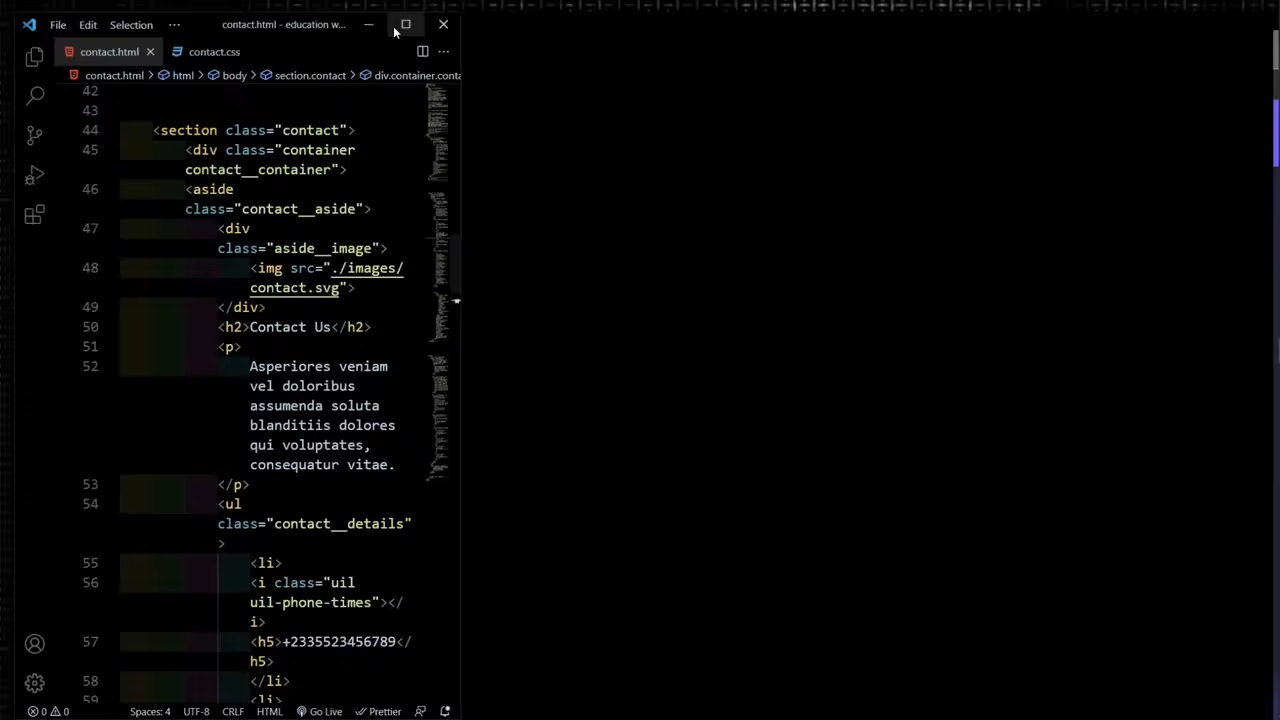 File Edit Selection ··· contact.html - education w...
contact.html contact.css
contact.html > html > body > section.contact > div.container.conta
42
43
44 <section class="contact">
45 <div class="container
contact__container">
46 <aside
class="contact__aside">
47 <div
class="aside__image">
48 <img src="./images/
contact.svg">
49 </div>
50 <h2>Contact Us</h2>
51 <p>
52 Asperiores veniam
vel doloribus
assumenda soluta
blanditiis dolores
qui voluptates,
consequatur vitae.
53 </p>
54 <ul
class="contact__details"
>
55 <li>
56 <i class="uil
uil-phone-times"></
i>
57 <h5>+2335523456789</
h5>
58 </li>
59 <li>
0 0 Spaces: 4 UTF-8 CRLF HTML Go Live Prettier